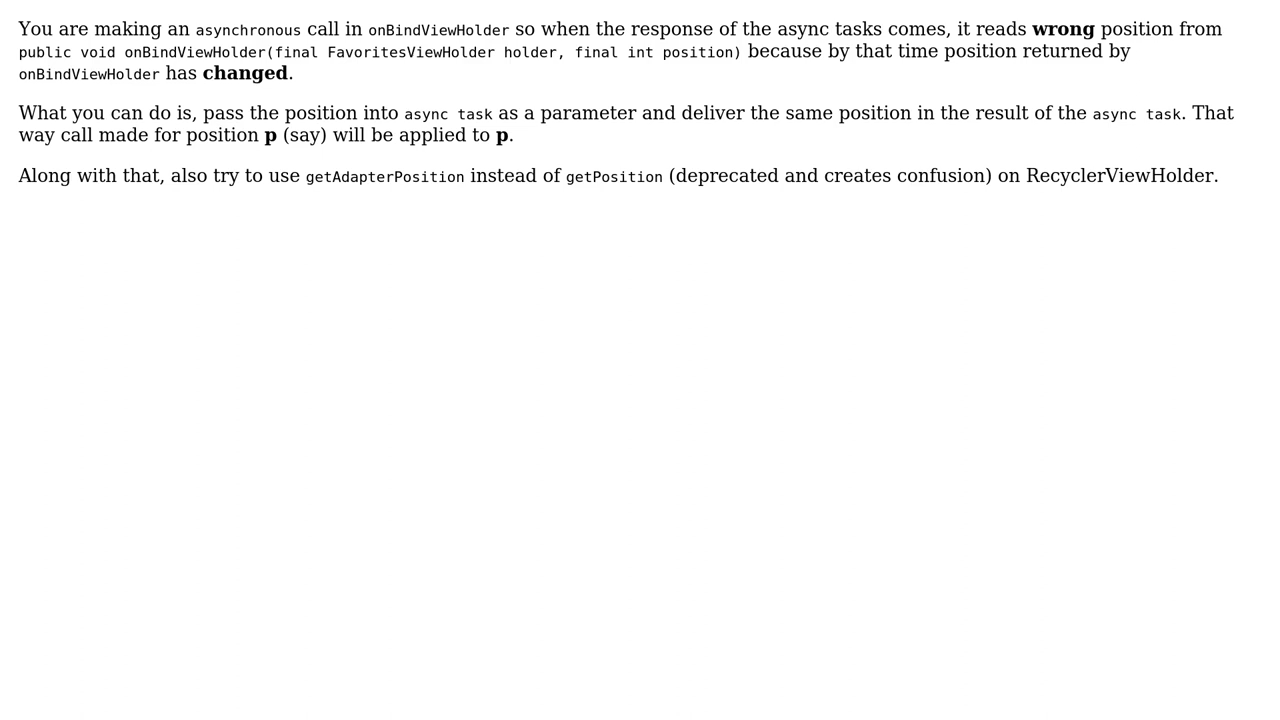 You are making an asynchronous call in onBindViewHolder so when the response of the async tasks comes, it reads wrong position from
public void onBindViewHolder(final FavoritesViewHolder holder, final int position) because by that time position returned by
onBindViewHolder has changed.
What you can do is, pass the position into async task as a parameter and deliver the same position in the result of the async task. That
way call made for position p (say) will be applied to p.
Along with that, also try to use getAdapterPosition instead of getPosition (deprecated and creates confusion) on RecyclerViewHolder.